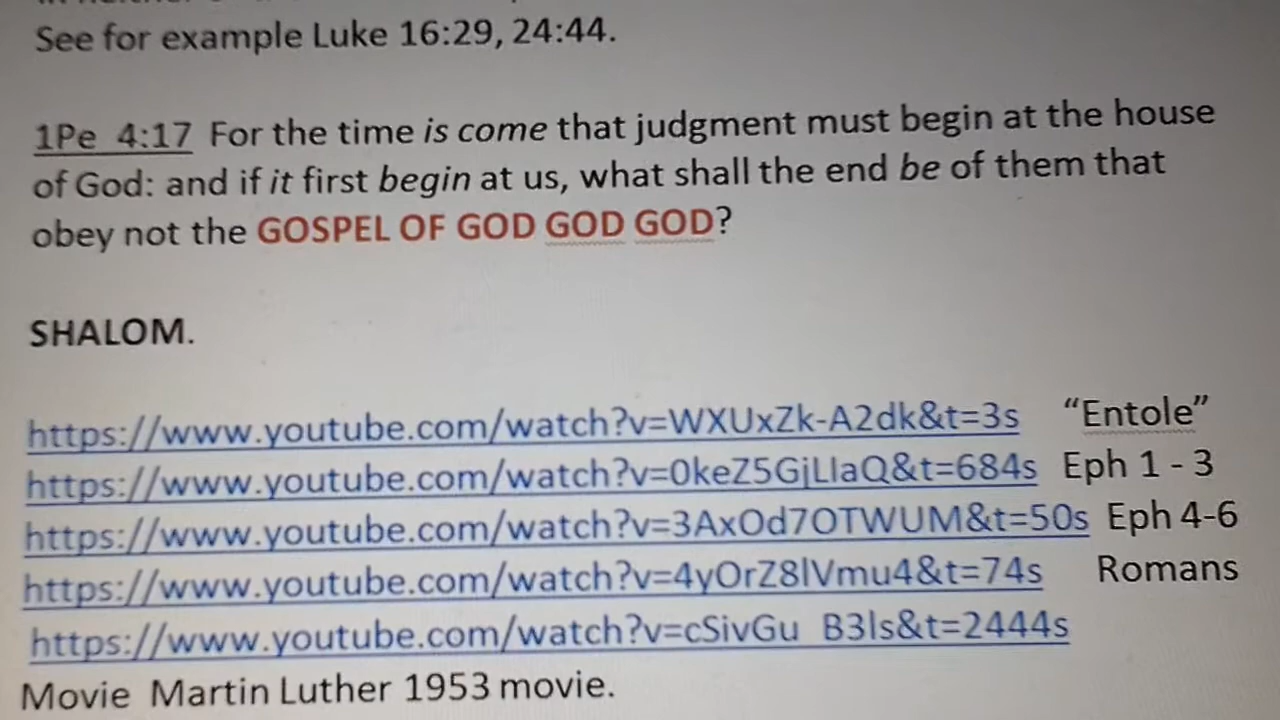 See for example Luke 16:29, 24:44.
1Pe 4:17 For the time is come that judgment must begin at the house
of God: and if it first begin at us, what shall the end be of them that
obey not the GOSPEL OF GOD GOD GOD?
SHALOM.
https://www.youtube.com/watch?v=WXUxZk-A2dk&t=3s "Entole"
https://www.youtube.com/watch?v=0keZ5GjLlaQ&t=684s Eph 1 - 3
https://www.youtube.com/watch?v=3AxOd7OTWUM&t=50s Eph 4-6
https://www.youtube.com/watch?v=4yOrZ8lVmu4&t=74s Romans
https://www.youtube.com/watch?v=cSivGu_B3ls&t=2444s
Movie Martin Luther 1953 movie.